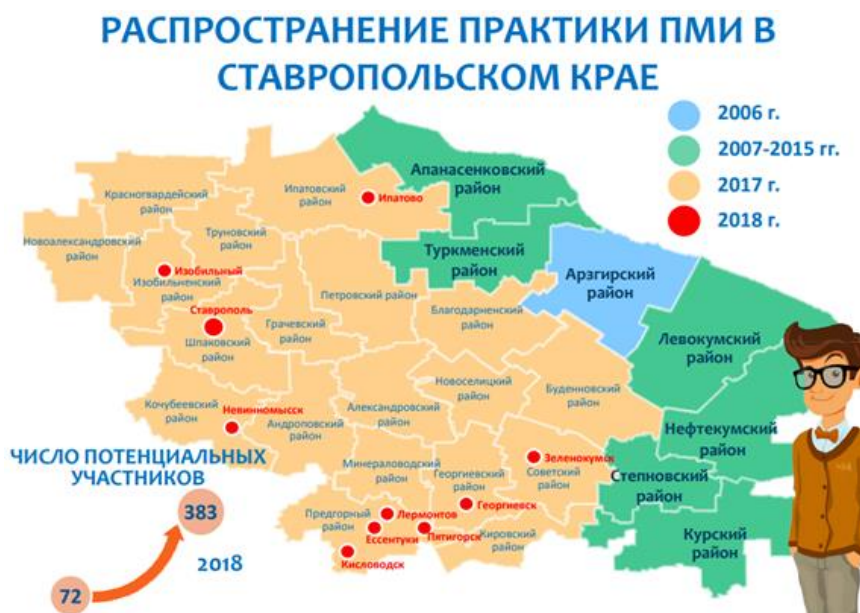 РАСПРОСТРАНЕНИЕ ПРАКТИКИ ПМИ В
СТАВРОПОЛЬСКОМ КРАЕ
2006 г.
2007-2015 гг.
2017 г.
2018 г.
Апанасенковский
район
Ипатовский
район
Ипатово
Красногвардейский
район
Труновский
район
Новоалександровский
район
Туркменский
район
Изобильный
Изобильненский
район
Арзгирский
район
Петровский район
Благодарненский
район
Ставрополь
Шпаковский
район
Грачевский
район
Левокумский
район
Новоселицкий
район
Буденновский
район
Кочубеевский
район
Невинномысск
Андроповский
район
Александровский
район
Нефтекумский
район
Минераловодский
район
Георгиевский
район
Зеленокумск
Советский
район
Степновский
район
Предгорный
район
Лермонтов
Георгиевск
Ессентуки
Пятигорск
Кировский
район
Кисловодск
Курский
район
ЧИСЛО ПОТЕНЦИАЛЬНЫХ
УЧАСТНИКОВ
383
2018
72